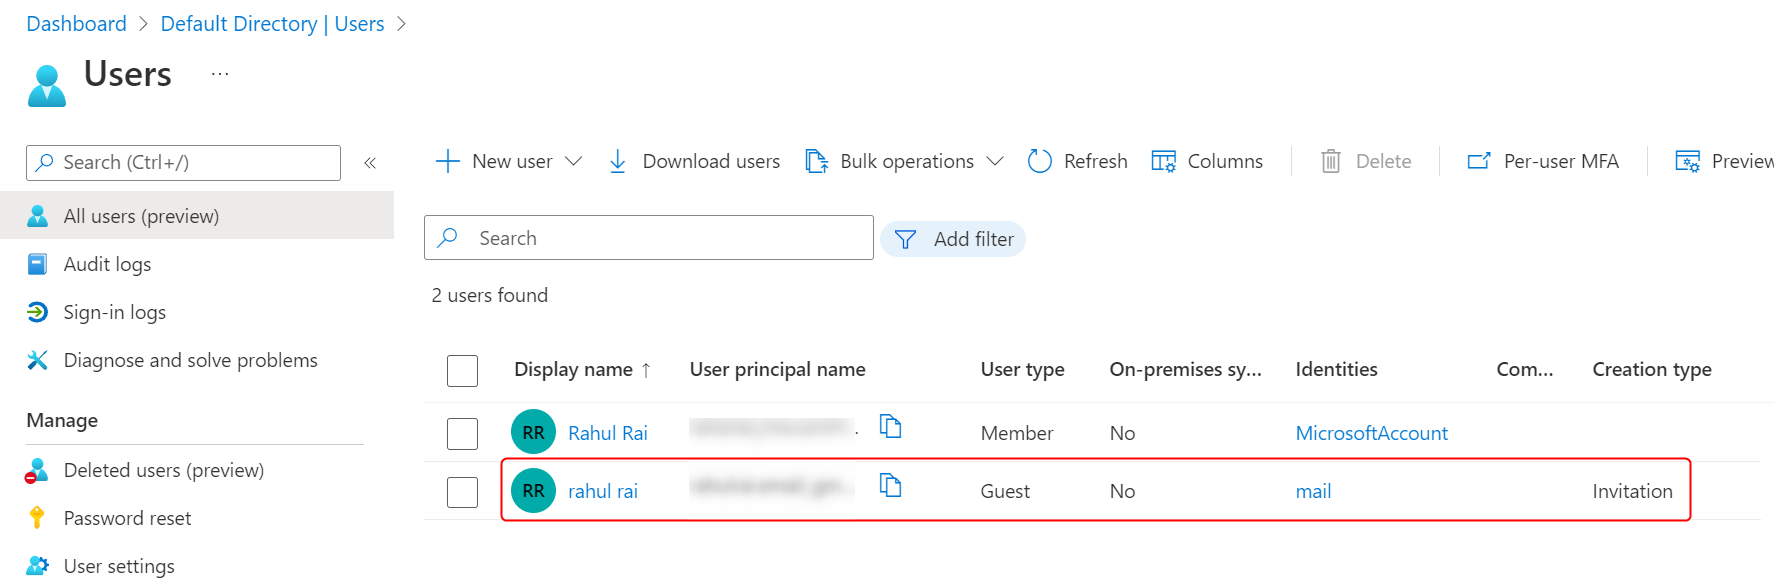 Dashboard > Default Directory | Users >
Users ...
Search (Ctrl+/) «
All users (preview)
Audit logs
Sign-in logs
Diagnose and solve problems
Manage
Deleted users (preview)
Password reset
User settings
New user Download users Bulk operations Refresh Columns Delete Per-user MFA Preview
Search Add filter
2 users found
Display name ↑ User principal name User type On-premises sy... Identities Com... Creation type
RR Rahul Rai Member No MicrosoftAccount
RR rahul rai Guest No mail Invitation